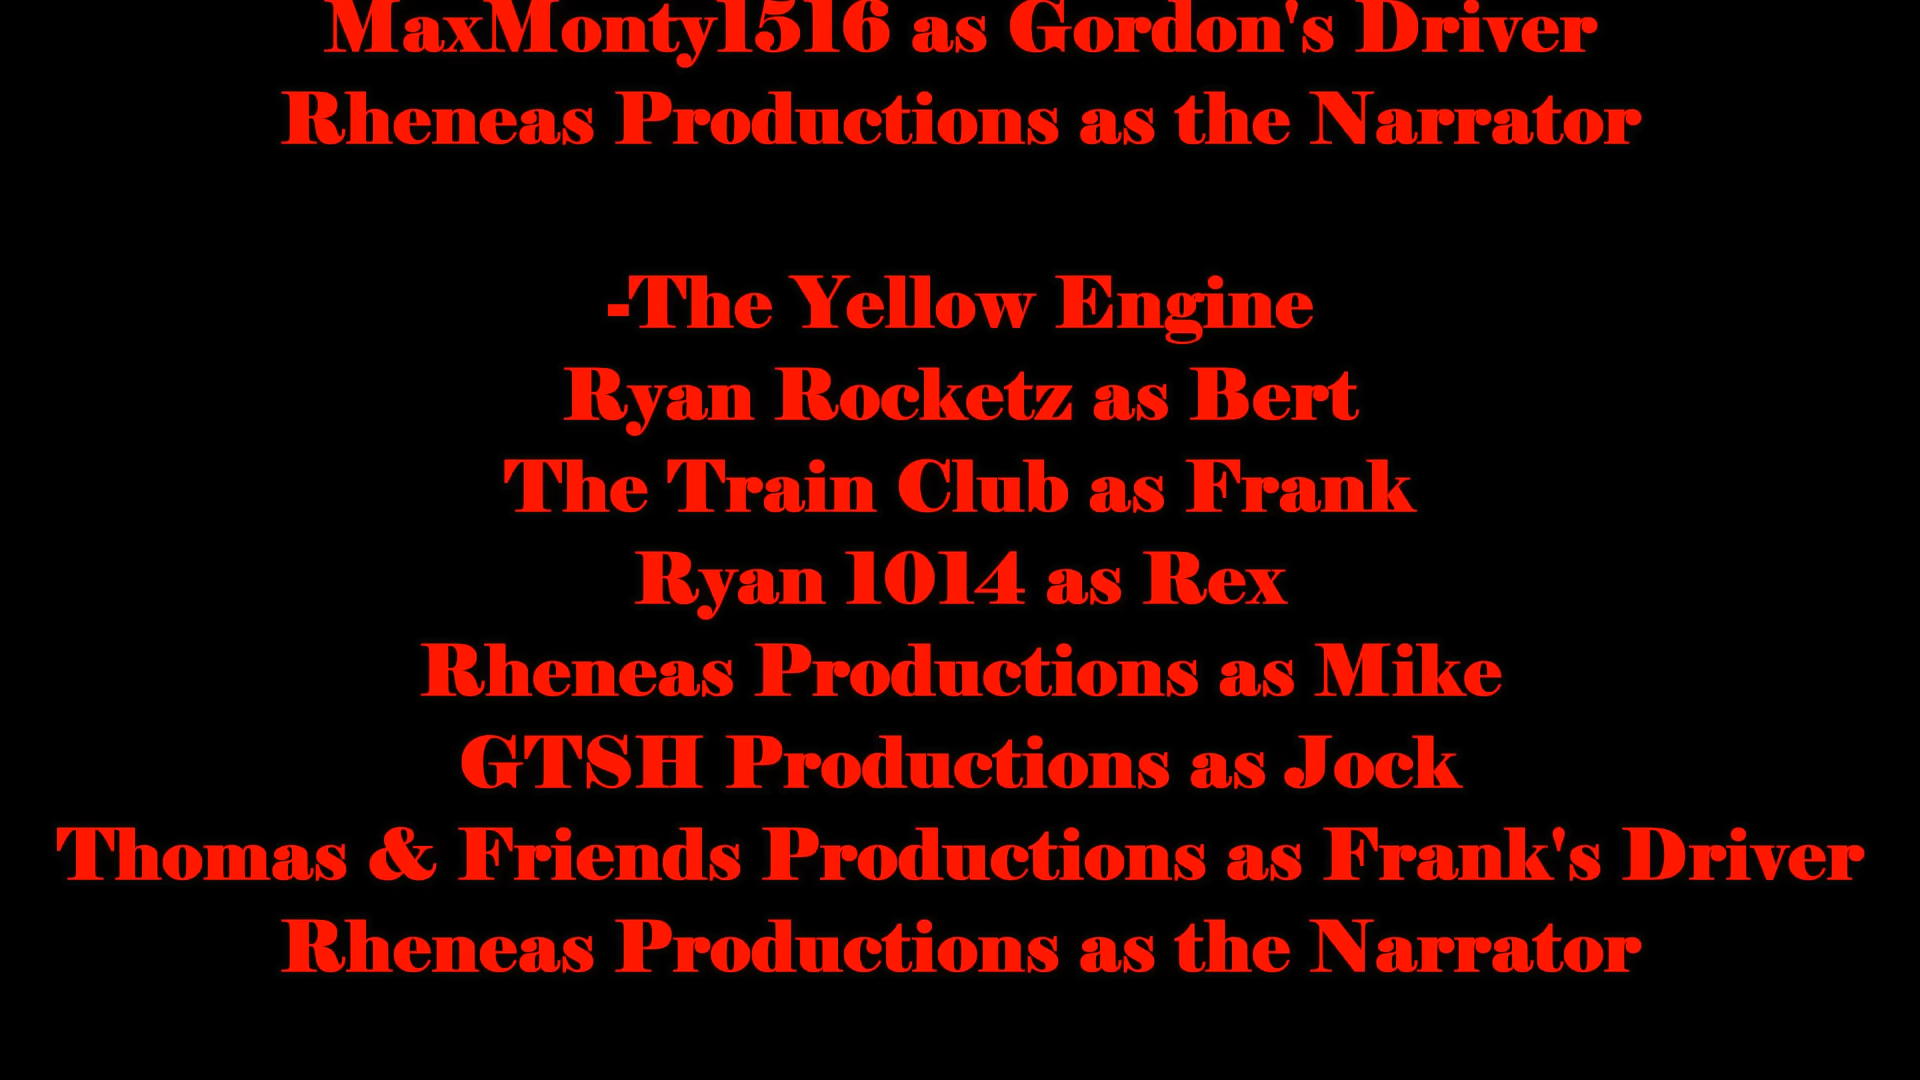 MaxMonty1516 as Gordon's Driver
Rheneas Productions as the Narrator
-The Yellow Engine
Ryan Rocketz as Bert
The Train Club as Frank
Ryan 1014 as Rex
Rheneas Productions as Mike
GTSH Productions as Jock
Thomas & Friends Productions as Frank's Driver
Rheneas Productions as the Narrator